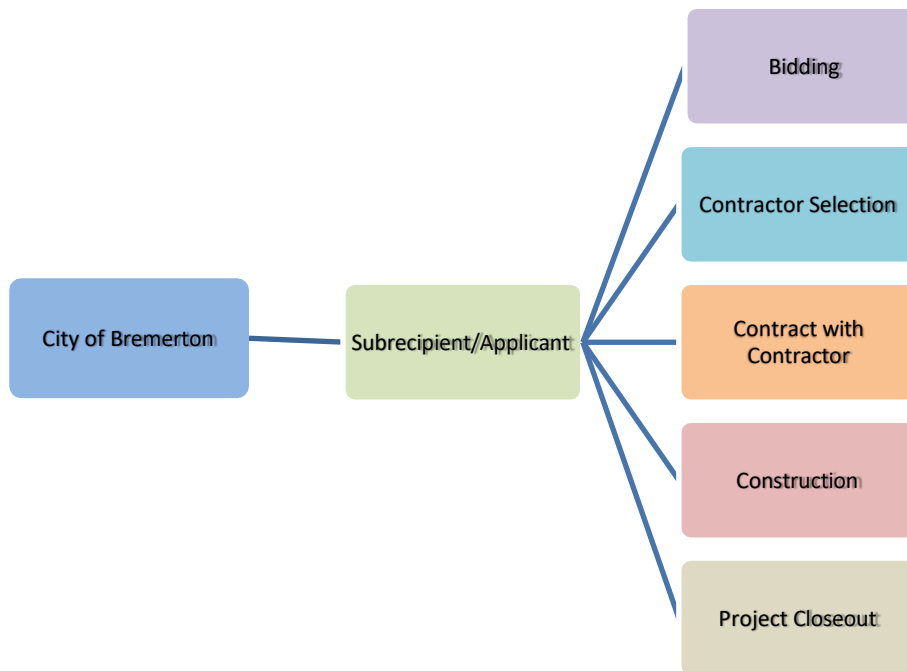 City of Bremerton
Subrecipient/Applicant
Bidding
Contractor Selection
Contract with
Contractor
Construction
Project Closeout